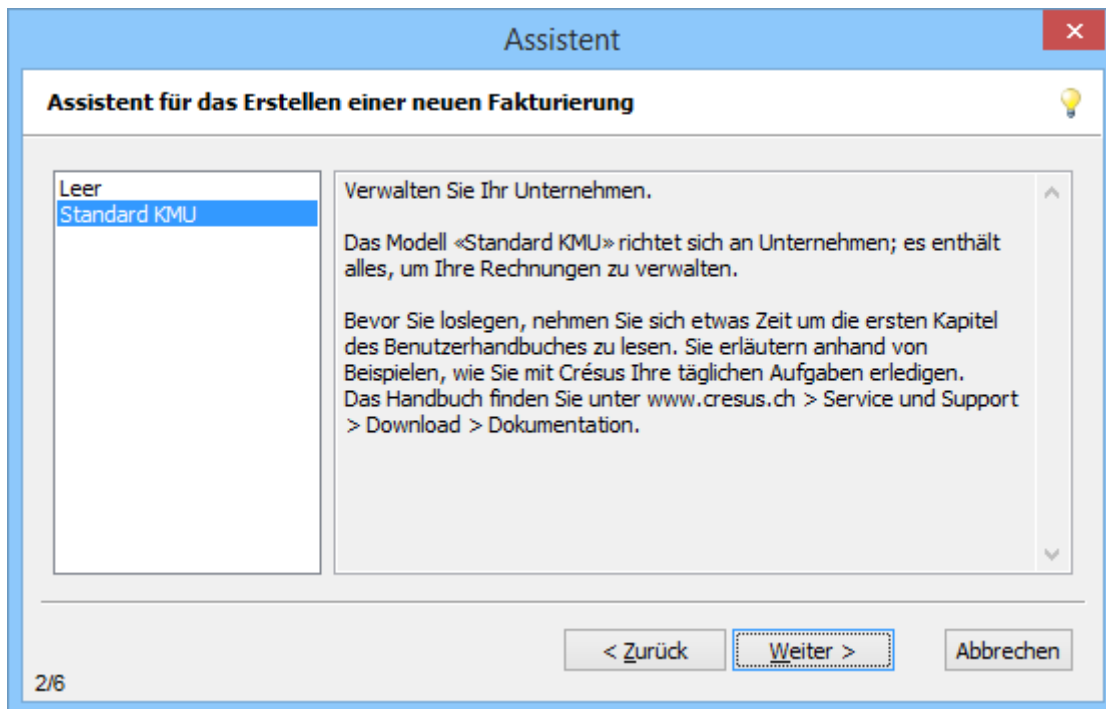 Assistent
Assistent für das Erstellen einer neuen Fakturierung
Leer
Standard KMU
Verwalten Sie Ihr Unternehmen.
Das Modell «Standard KMU» richtet sich an Unternehmen; es enthält
alles, um Ihre Rechnungen zu verwalten.
Bevor Sie loslegen, nehmen Sie sich etwas Zeit um die ersten Kapitel
des Benutzerhandbuches zu lesen. Sie erläutern anhand von
Beispielen, wie Sie mit Crésus Ihre täglichen Aufgaben erledigen.
Das Handbuch finden Sie unter www.cresus.ch > Service und Support
> Download > Dokumentation.
< Zurück
Weiter >
Abbrechen
2/6